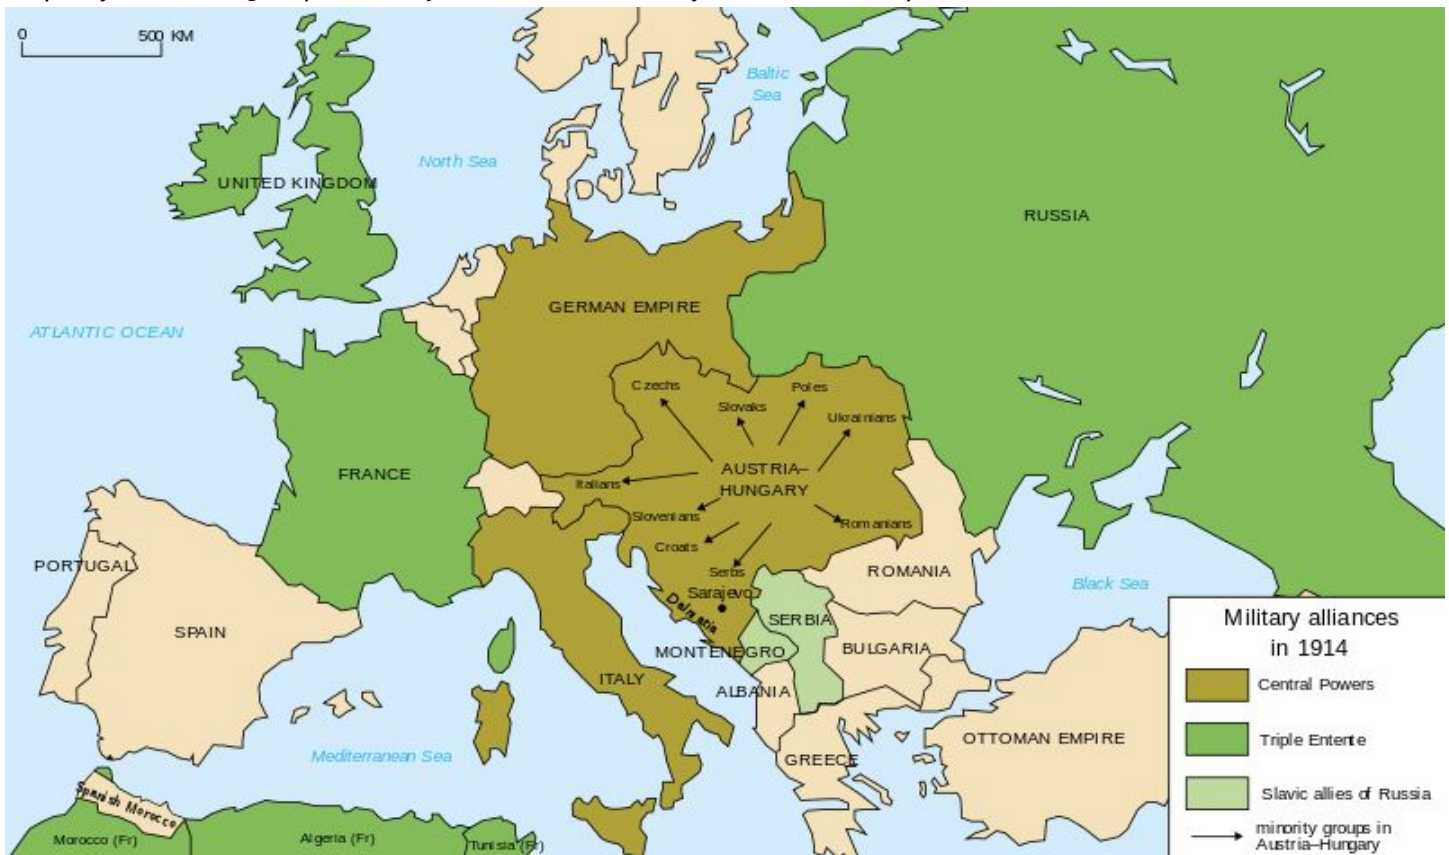 0 500 KM
Baltic
Sea
North Sea
UNITED KINGDOM
RUSSIA
ATLANTIC OCEAN
GERMAN EMPIRE
Czechs
Poles
Slovaks
Ukrainians
FRANCE
AUSTRIA–
HUNGARY
Italians
Slovenians
Romanians
Croats
Serbs
Sarajevo
Dalmatia
PORTUGAL
ROMANIA
Black Sea
SPAIN
SERBIA
MONTENEGRO
BULGARIA
ITALY
ALBANIA
OTTOMAN EMPIRE
Mediterranean Sea
GREECE
Spanish Morocco
Morocco (Fr)
Algeria (Fr)
Tunisia (Fr)
Military alliances
in 1914
Central Powers
Triple Entente
Slavic allies of Russia
minority groups in
Austria–Hungary